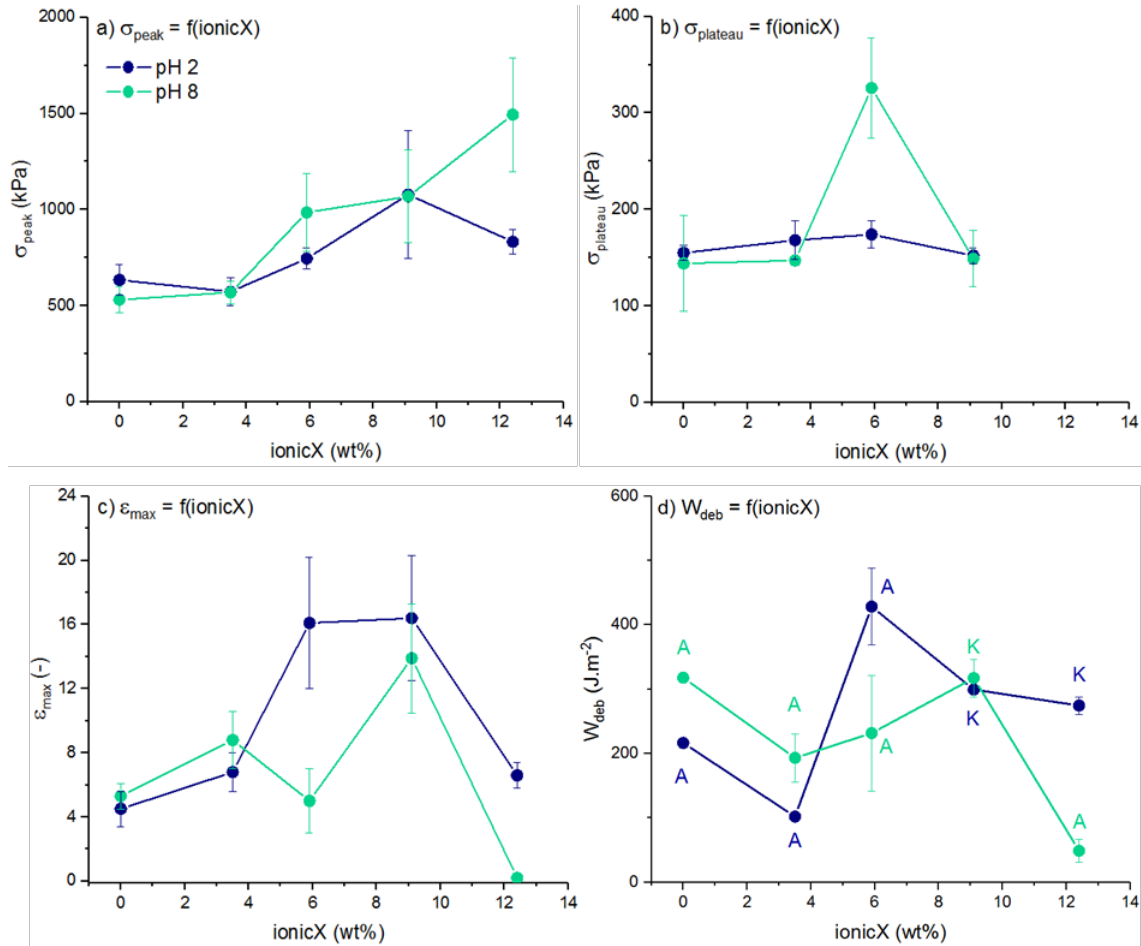 a) σpeak = f(ionicX)
pH 2
pH 8
2000
1500
1000
500
0
σpeak
(kPa)
0 2 4 6 8 10 12 14
ionicX (wt%)
b) σplateau = f(ionicX)
400
300
200
100
0
σplateau (kPa)
0 2 4 6 8 10 12 14
ionicX (wt%)
c) εmax = f(ionicX)
24
20
16
12
8
4
0
εmax (-)
0 2 4 6 8 10 12 14
ionicX (wt%)
d) Wdeb = f(ionicX)
600
400
200
0
Wdeb (J.m-2)
A
A
A
A
A
A
K
K
K
A
0 2 4 6 8 10 12 14
ionicX (wt%)